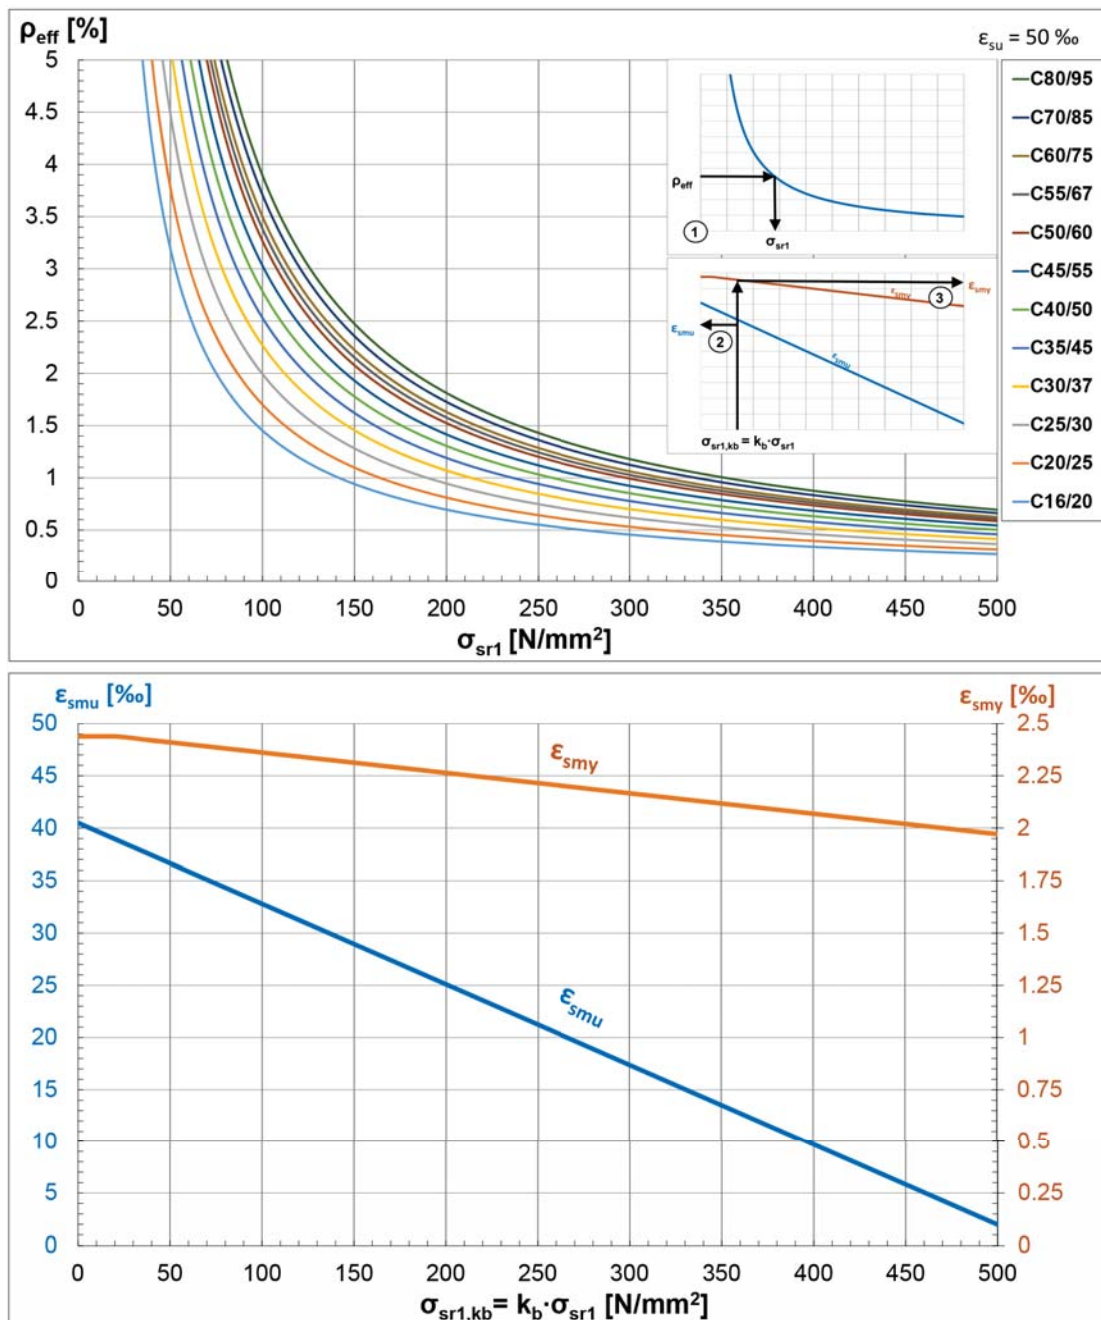 ρeff [%]
εsu = 50 ‰
5
4.5
4
3.5
3
2.5
2
1.5
1
0.5
0
0 50 100 150 200 250 300 350 400 450 500
σsr1 [N/mm²]
C80/95
C70/85
C60/75
C55/67
C50/60
C45/55
C40/50
C35/45
C30/37
C25/30
C20/25
C16/20
ρeff
1
σsr1
εsmy
εsmy
3
εsmu
2
εsmu
σsr1,kb = kb·σsr1
εsmu [‰]
εsmy [‰]
50
45
40
35
30
25
20
15
10
5
0
εsmy
εsmu
2.5
2.25
2
1.75
1.5
1.25
1
0.75
0.5
0.25
0
0 50 100 150 200 250 300 350 400 450 500
σsr1,kb= kb·σsr1 [N/mm²]